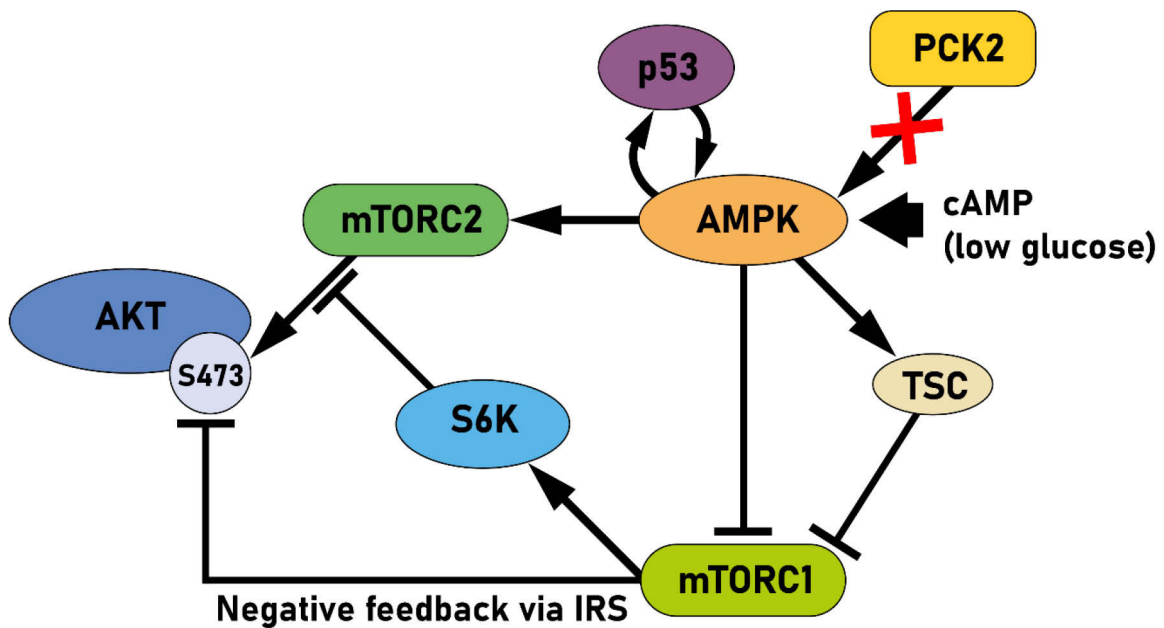 PCK2
p53
cAMP
(low glucose)
AMPK
mTORC2
AKT
S473
S6K
TSC
mTORC1
Negative feedback via IRS